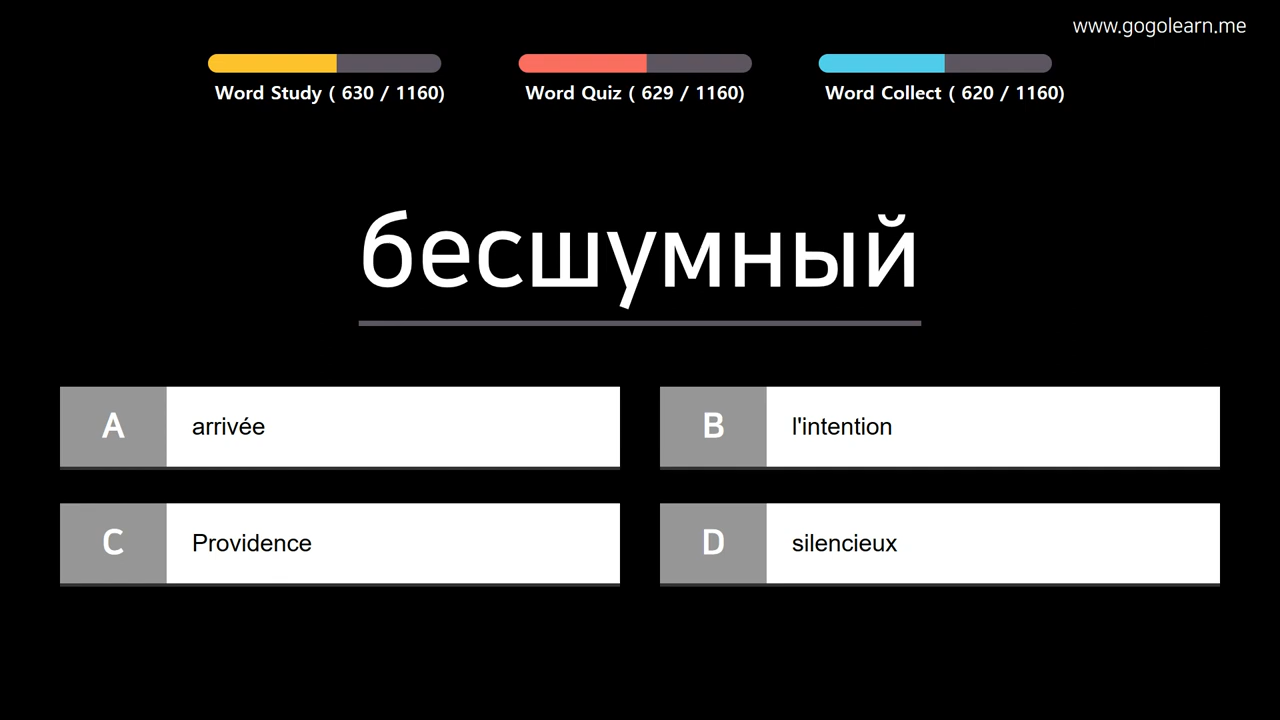 www.gogolearn.me
Word Study ( 630 / 1160)
Word Quiz ( 629 / 1160)
Word Collect ( 620 / 1160)
бесшумный
A arrivée
B l'intention
C Providence
D silencieux